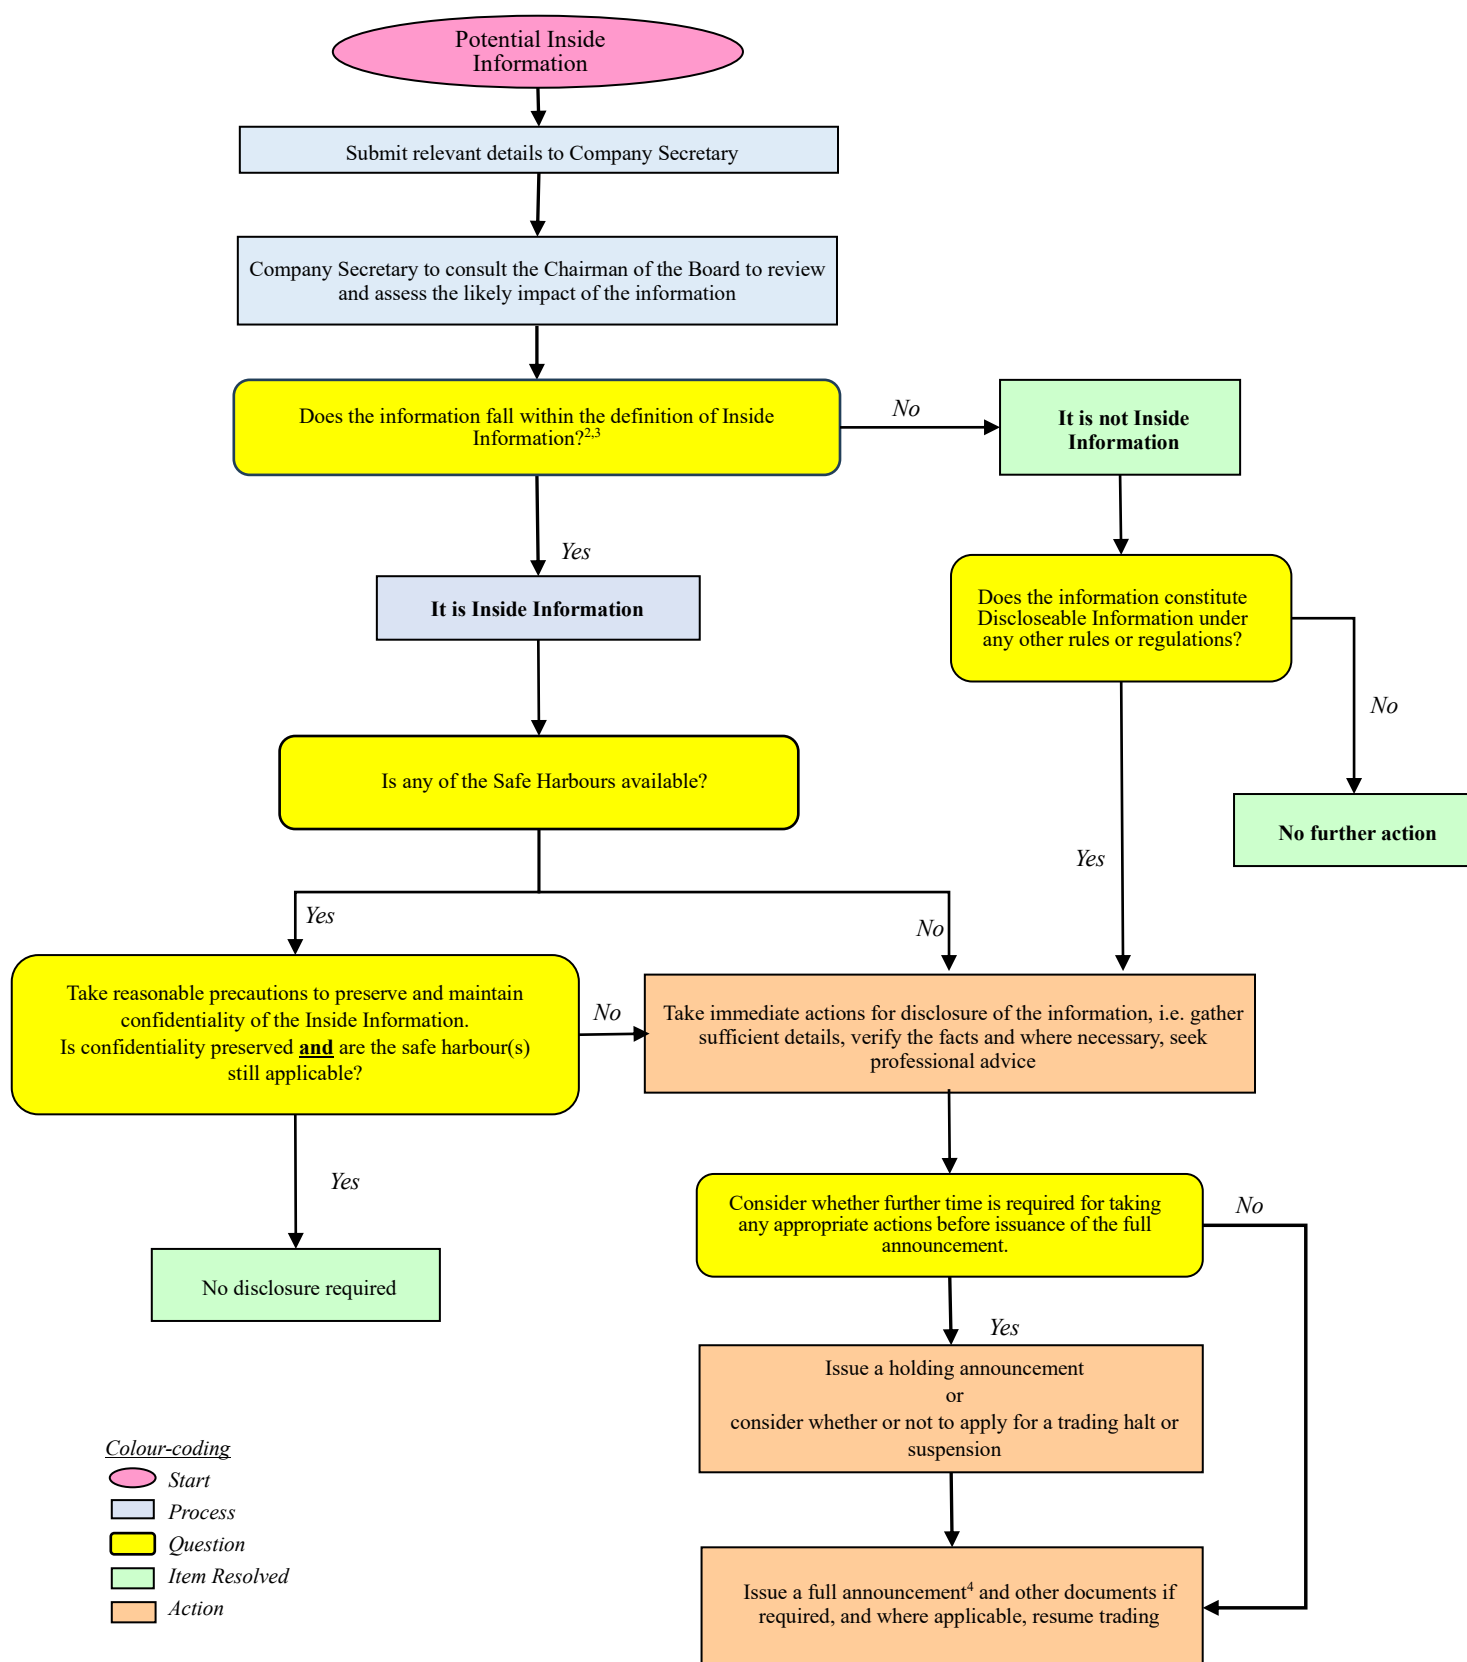 Potential Inside
Information
Submit relevant details to Company Secretary
Company Secretary to consult the Chairman of the Board to review
and assess the likely impact of the information
Does the information fall within the definition of Inside
Information?2,3
No
It is not Inside
Information
Yes
It is Inside Information
Does the information constitute
Discloseable Information under
any other rules or regulations?
No
Is any of the Safe Harbours available?
No further action
Yes
Yes
No
Take reasonable precautions to preserve and maintain
confidentiality of the Inside Information.
Is confidentiality preserved and are the safe harbour(s)
still applicable?
No
Take immediate actions for disclosure of the information, i.e. gather
sufficient details, verify the facts and where necessary, seek
professional advice
Yes
Consider whether further time is required for taking
any appropriate actions before issuance of the full
announcement.
No
No disclosure required
Yes
Issue a holding announcement
or
consider whether or not to apply for a trading halt or
suspension
Colour-coding
Start
Process
Question
Item Resolved
Action
Issue a full announcement4 and other documents if
required, and where applicable, resume trading